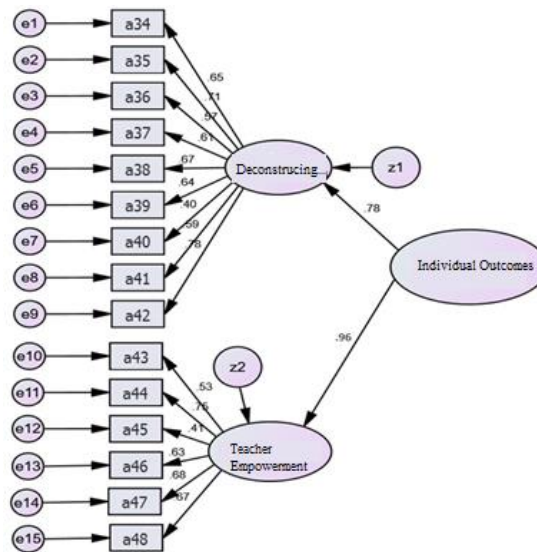 e1 a34
e2 a35
e3 a36
e4 a37
e5 a38
e6 a39
e7 a40
e8 a41
e9 a42
.65
.71
.57
.61
.67
.64
.40
.59
.78
Deconstrucing...
z1
.78
Individual Outcomes
.96
e10 a43
e11 a44
e12 a45
e13 a46
e14 a47
e15 a48
.53
.75
.41
.63
.68
.67
z2
Teacher
Empowerment